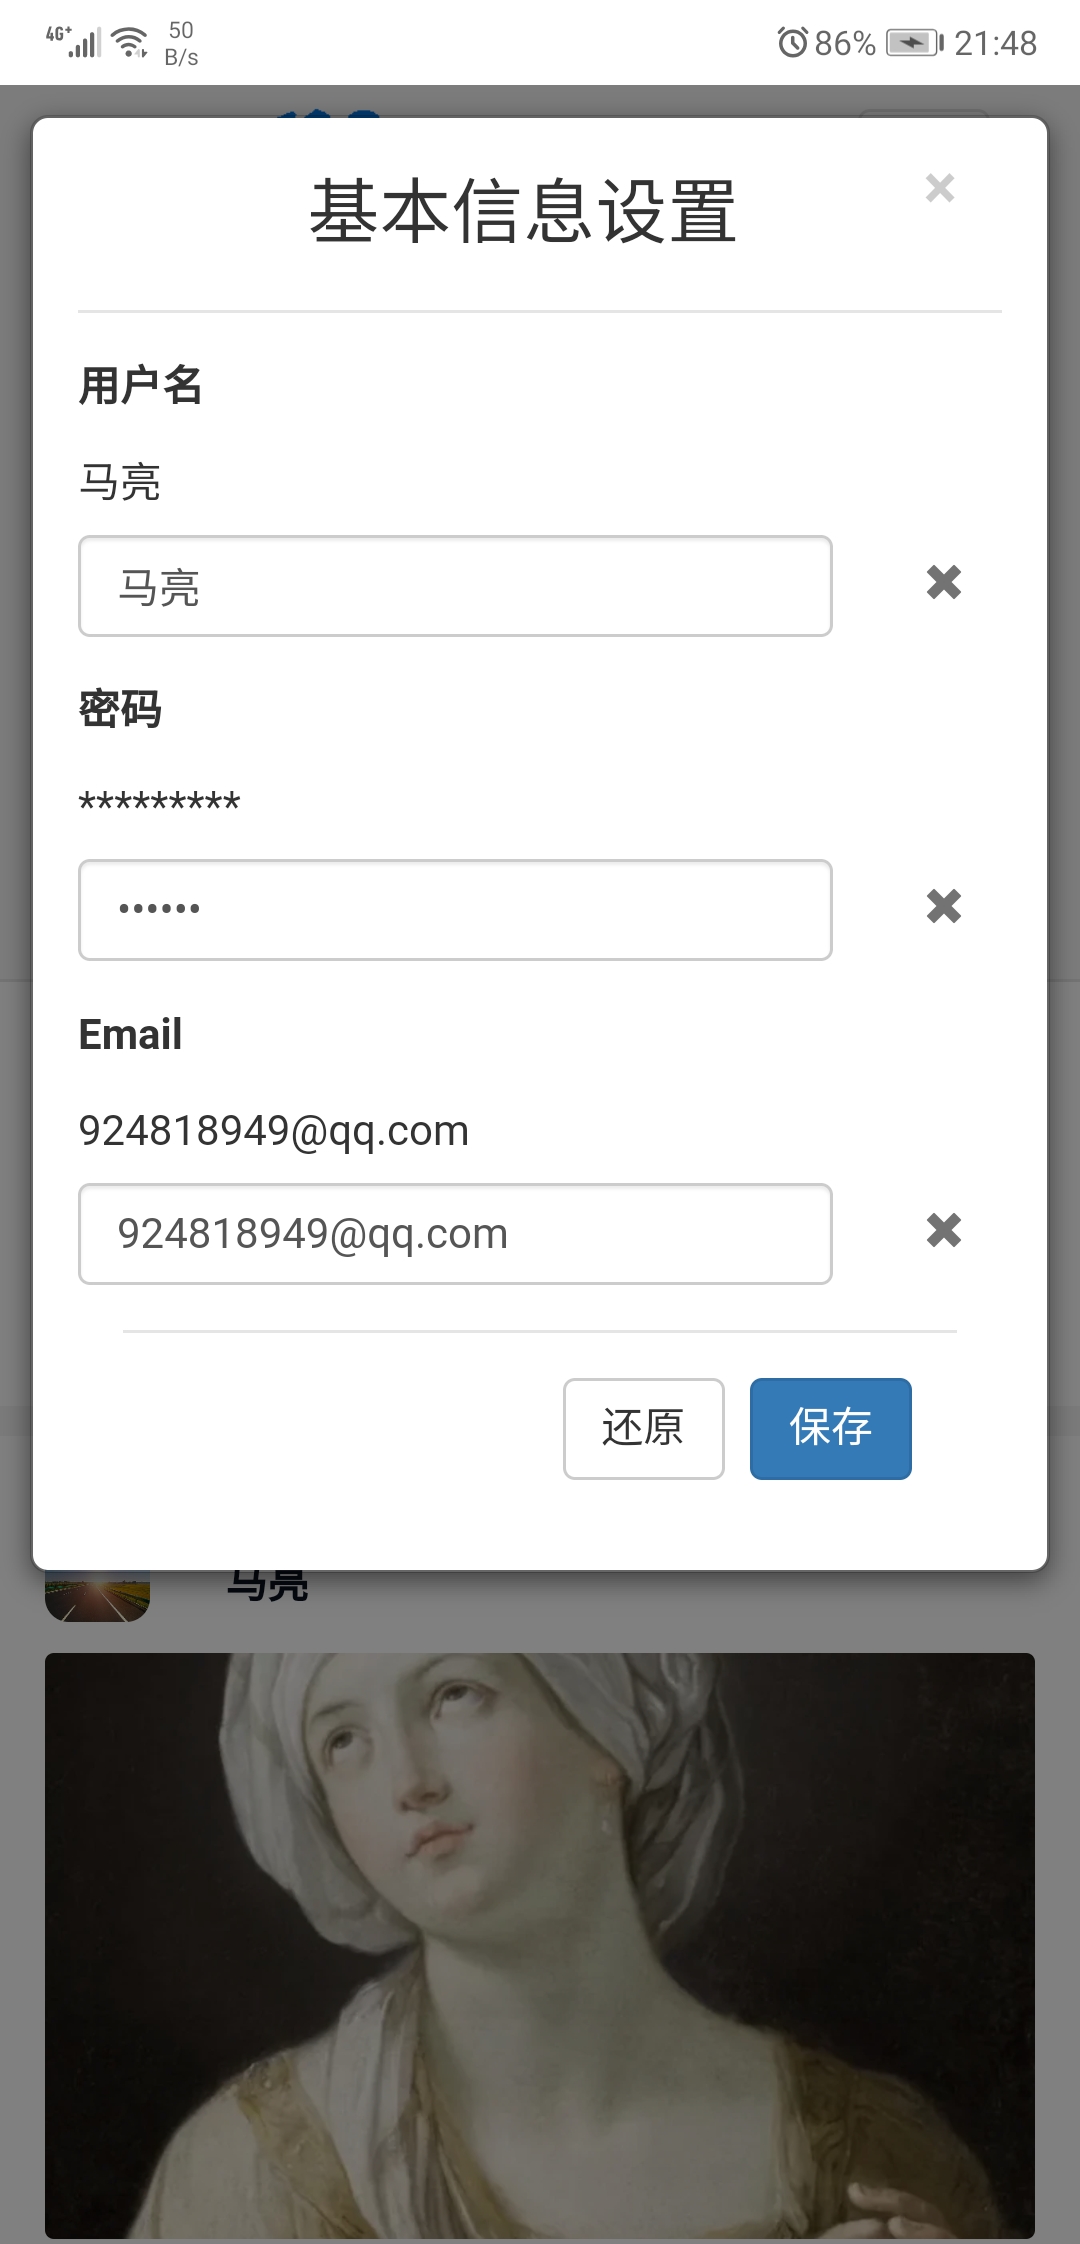 4G+ 50 B/s 86% 21:48
基本信息设置 ×
用户名
马亮
马亮
密码
*********
••••••
Email
924818949@qq.com
924818949@qq.com
还原 保存
马亮